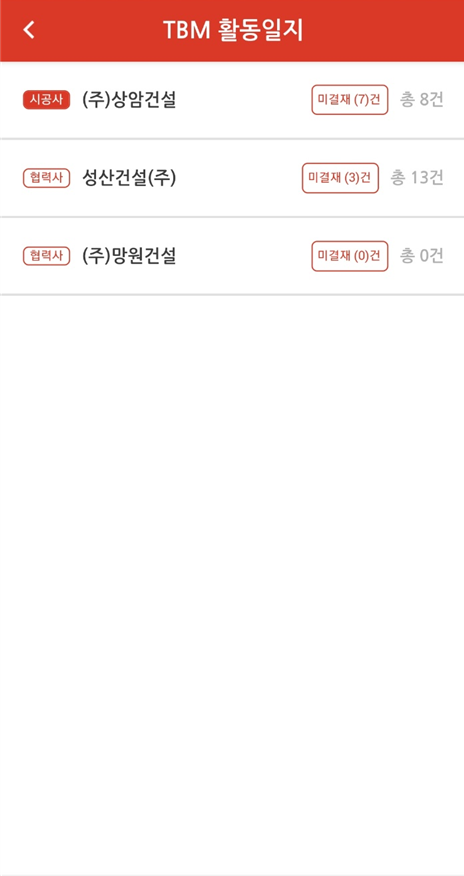 TBM 활동일지
시공사 (주)상암건설 미결재 (7)건 총 8건
협력사 성산건설(주) 미결재 (3)건 총 13건
협력사 (주)망원건설 미결재 (0)건 총 0건